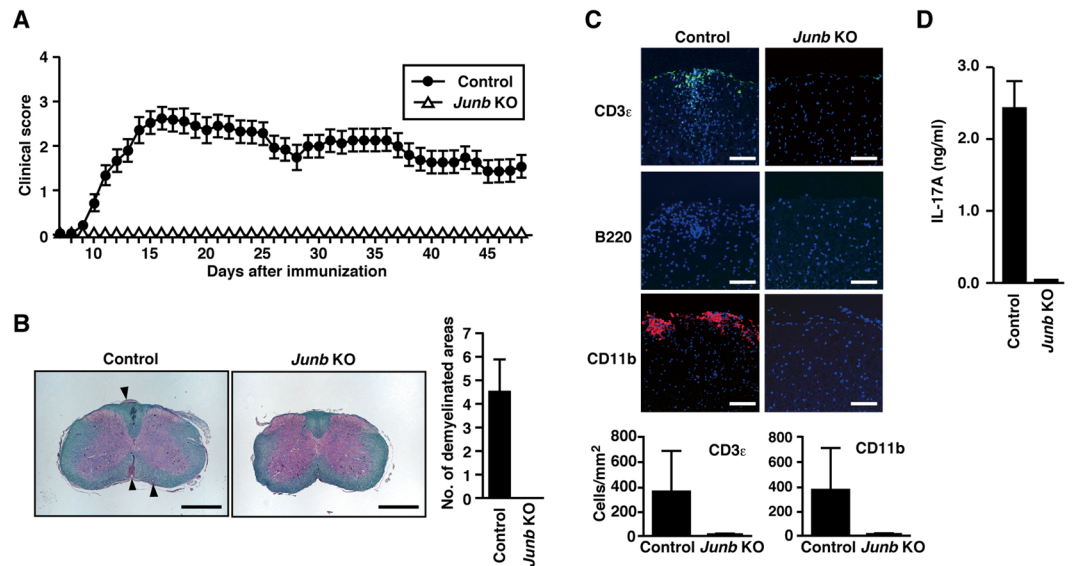 A
4
3
2
1
0
Clinical score
Control
Junb KO
10 15 20 25 30 35 40 45
Days after immunization
B
Control
Junb KO
No. of demyelinated areas
7
6
5
4
3
2
1
0
Control
Junb KO
C
Control
Junb KO
CD3ε
B220
CD11b
Cells/mm2
800
600
400
200
0
CD3ε
Control Junb KO
800
600
400
200
0
CD11b
Control Junb KO
D
IL-17A (ng/ml)
3.0
2.0
1.0
0.0
Control
Junb KO